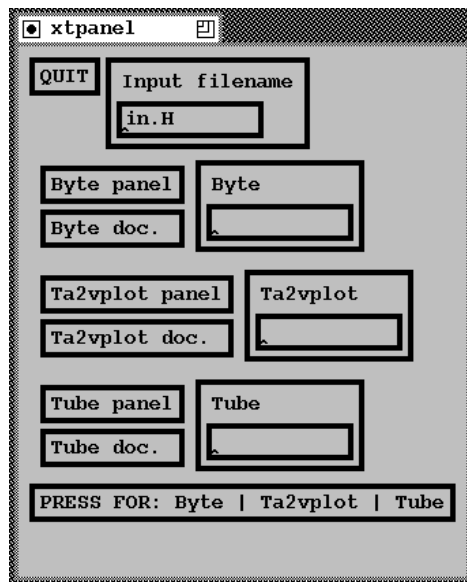 xtpanel
QUIT
Input filename
in.H
Byte panel
Byte
Byte doc.
Ta2vplot panel
Ta2vplot
Ta2vplot doc.
Tube panel
Tube
Tube doc.
PRESS FOR: Byte | Ta2vplot | Tube